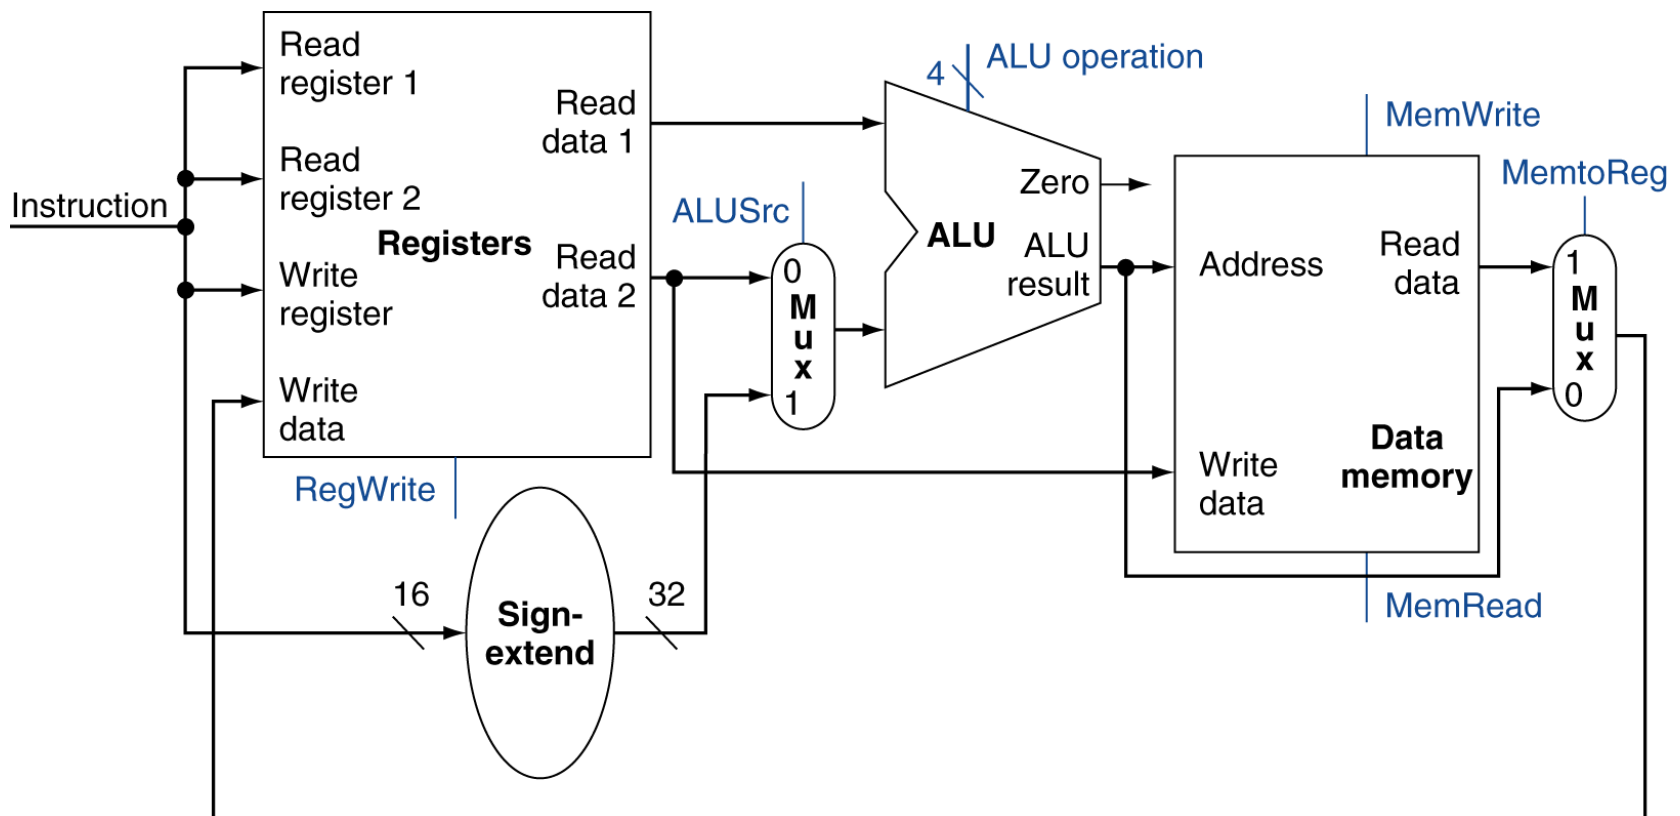 Instruction
Read
register 1
Read
register 2
Registers
Write
register
Write
data
Read
data 1
Read
data 2
RegWrite
16
Sign-
extend
32
ALUSrc
0
M
u
x
1
4
ALU operation
ALU
Zero
ALU
result
MemWrite
Address
Read
data
Write
data
Data
memory
MemRead
MemtoReg
1
M
u
x
0